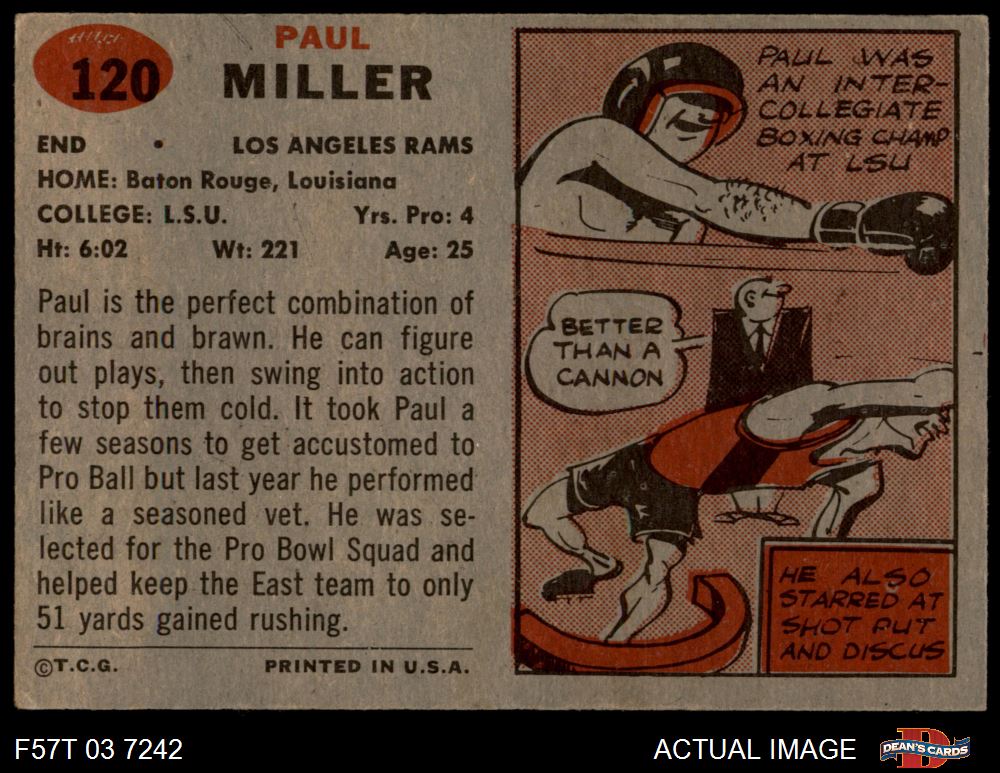 120
PAUL
MILLER
END • LOS ANGELES RAMS
HOME: Baton Rouge, Louisiana
COLLEGE: L.S.U. Yrs. Pro: 4
Ht: 6:02 Wt: 221 Age: 25
Paul is the perfect combination of
brains and brawn. He can figure
out plays, then swing into action
to stop them cold. It took Paul a
few seasons to get accustomed to
Pro Ball but last year he performed
like a seasoned vet. He was se-
lected for the Pro Bowl Squad and
helped keep the East team to only
51 yards gained rushing.
©T.C.G. PRINTED IN U.S.A.
PAUL WAS
AN INTER-
COLLEGIATE
BOXING CHAMP
AT LSU
BETTER
THAN A
CANNON
HE ALSO
STARRED AT
SHOT PUT
AND DISCUS
F57T 03 7242
ACTUAL IMAGE
DEAN'S CARDS